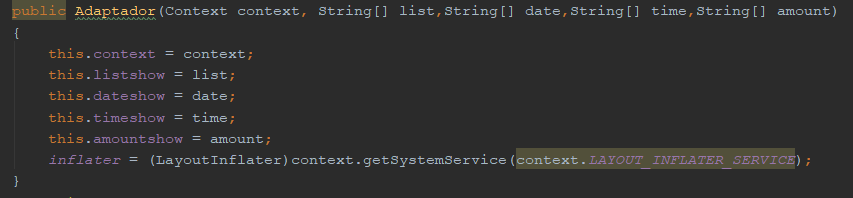 public Adaptador(Context context, String[] list,String[] date,String[] time,String[] amount)
{
this.context = context;
this.listshow = list;
this.dateshow = date;
this.timeshow = time;
this.amountshow = amount;
inflater = (LayoutInflater)context.getSystemService(context.LAYOUT_INFLATER_SERVICE);
}